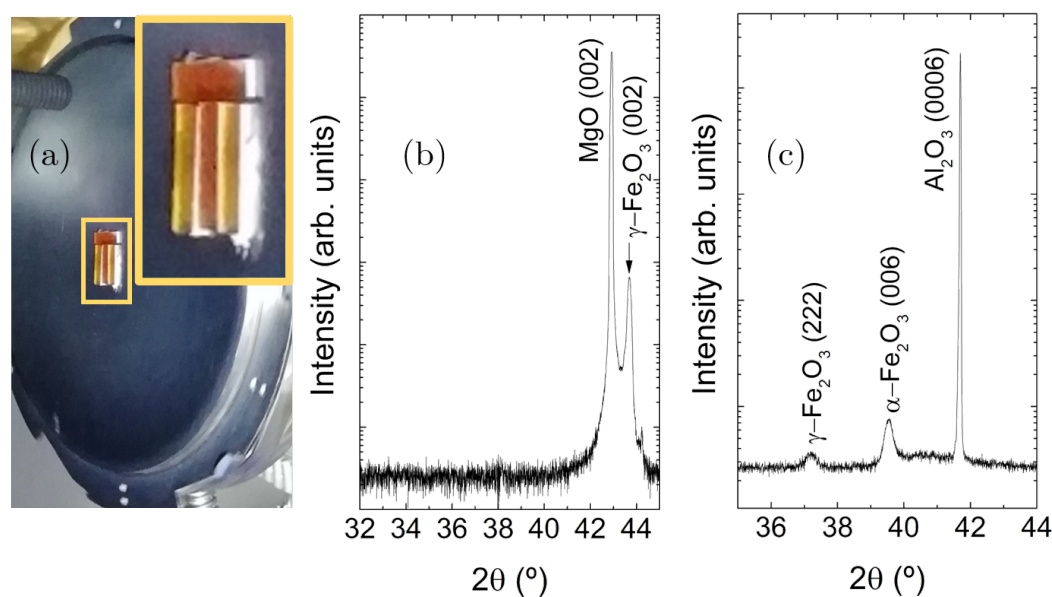 (a)
(b)
Intensity (arb. units)
MgO (002)
γ−Fe₂O₃ (002)
32 34 36 38 40 42 44
2θ (º)
(c)
Intensity (arb. units)
γ−Fe₂O₃ (222)
α−Fe₂O₃ (006)
Al₂O₃ (0006)
36 38 40 42 44
2θ (º)